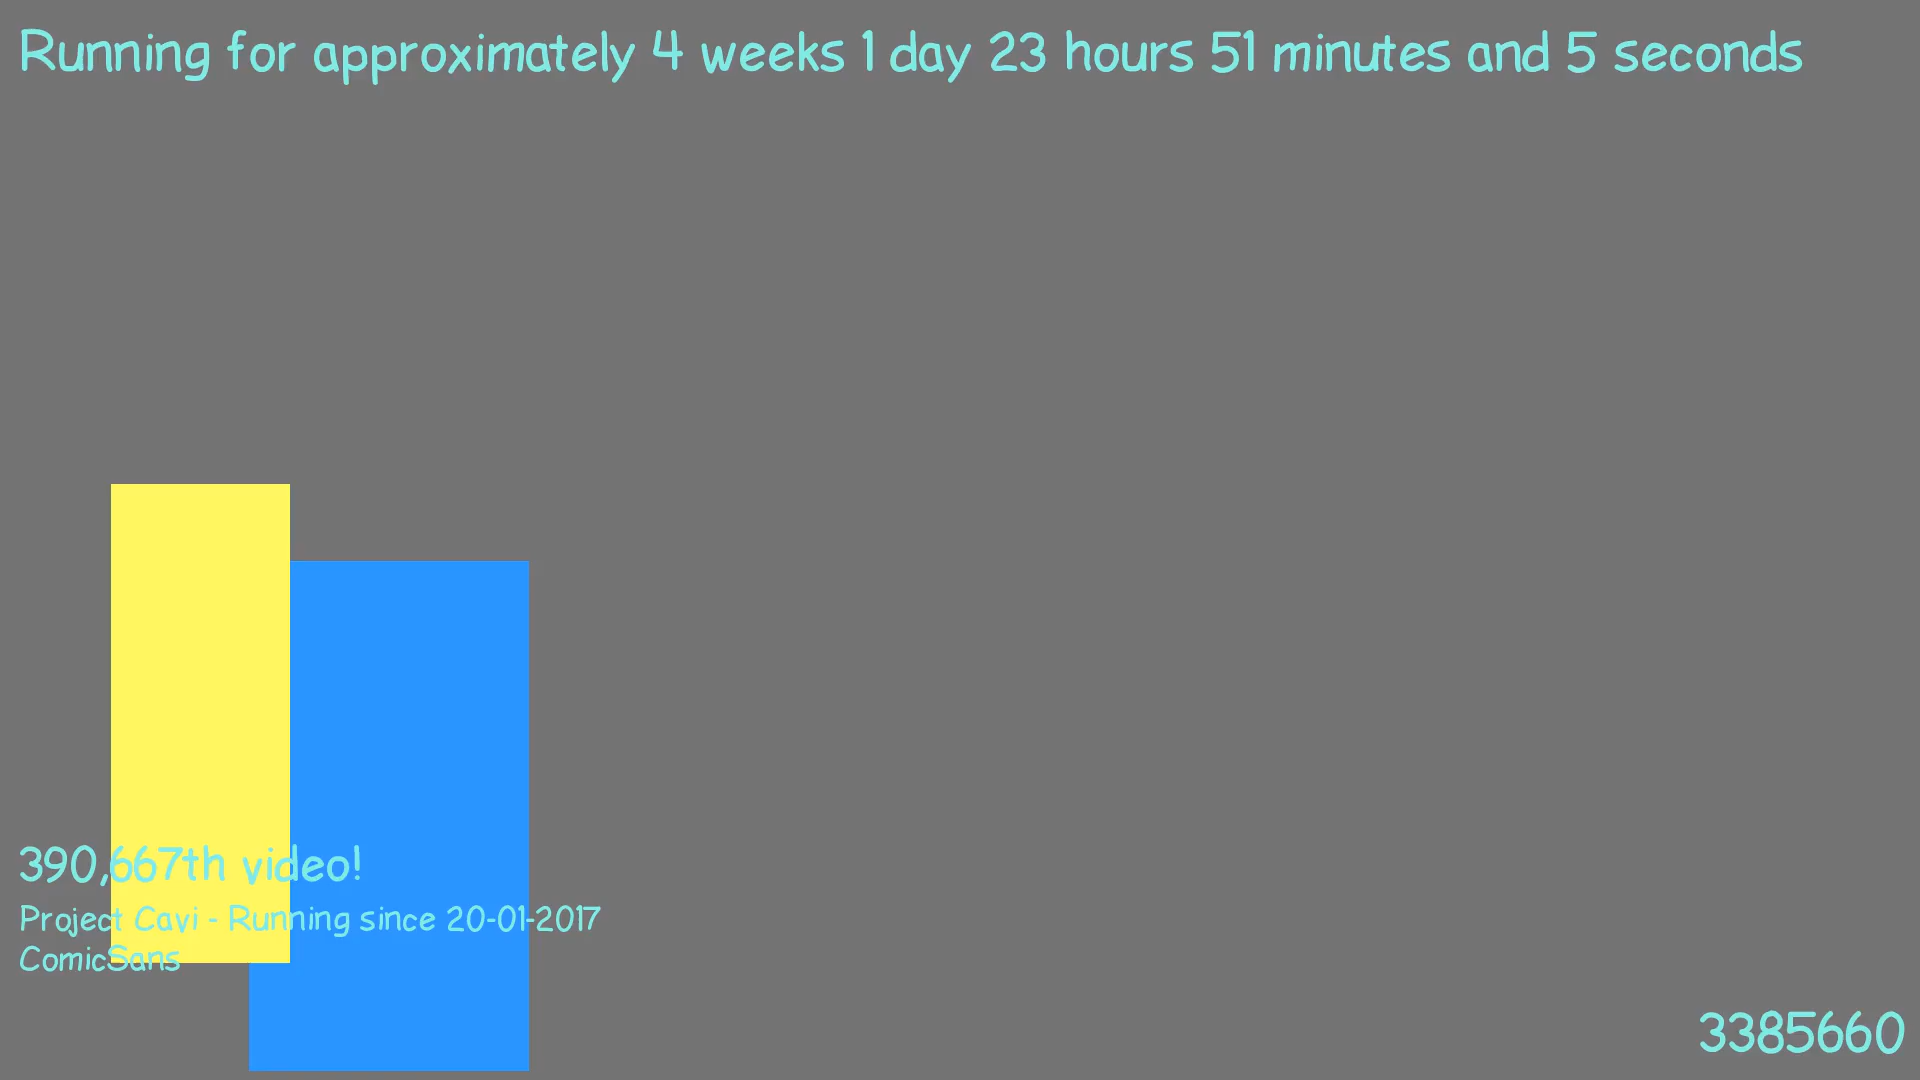 Running for approximately 4 weeks 1 day 23 hours 51 minutes and 5 seconds
390,667th video!
Project Cavi - Running since 20-01-2017
ComicSans
3385660